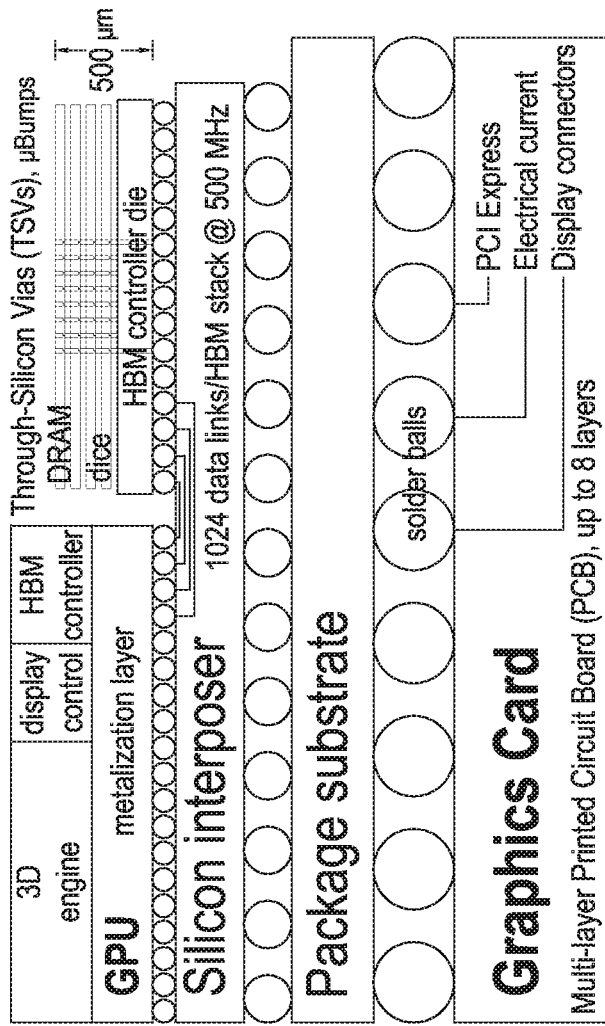 Through-Silicon Vias (TSVs), µBumps
3D
engine
display
control
HBM
controller
DRAM
dice
500 µm
GPU
metalization layer
HBM controller die
Silicon interposer
1024 data links/HBM stack @ 500 MHz
Package substrate
solder balls
PCI Express
Electrical current
Display connectors
Graphics Card
Multi-layer Printed Circuit Board (PCB), up to 8 layers